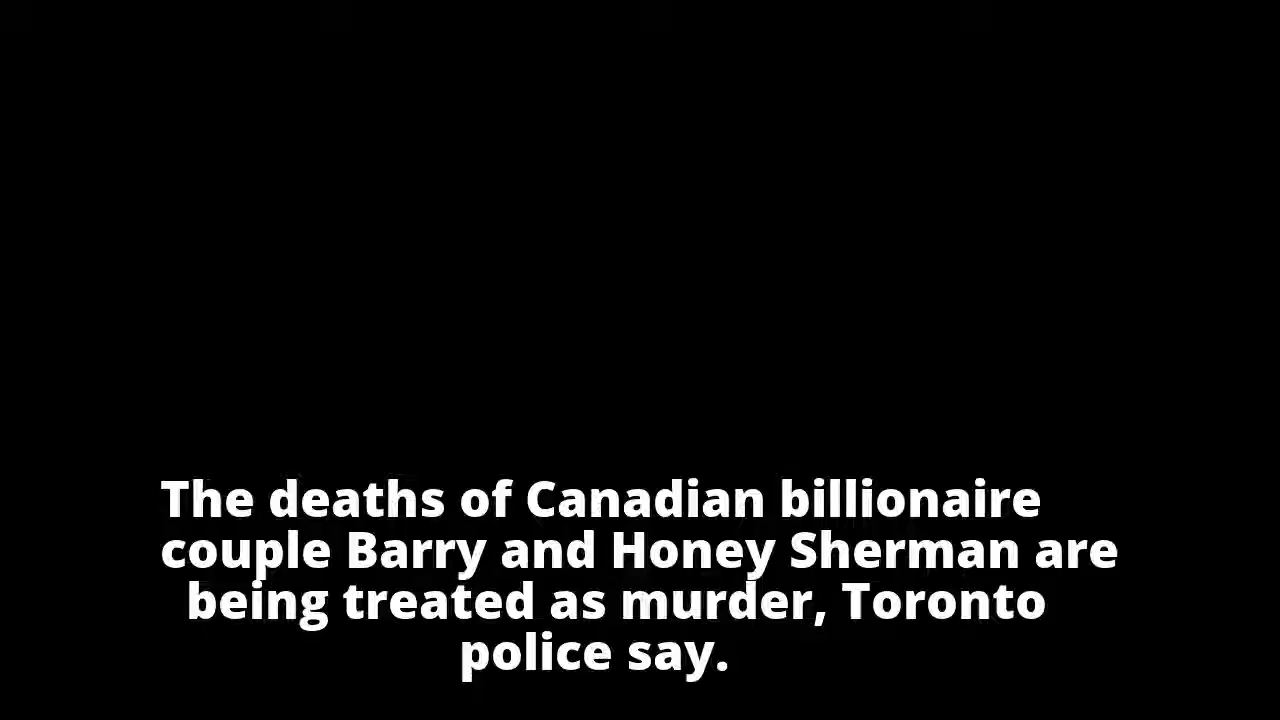 The deaths of Canadian billionaire
couple Barry and Honey Sherman are
being treated as murder, Toronto
police say.